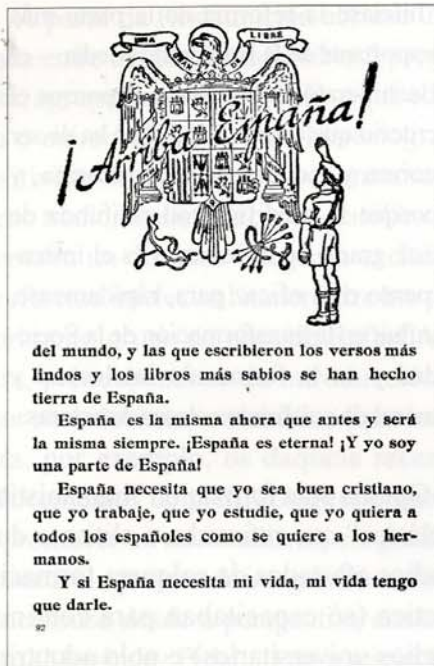 UNA
LIBRE
¡Arriba España!
del mundo, y las que escribieron los versos más
lindos y los libros más sabios se han hecho
tierra de España.
España es la misma ahora que antes y será
la misma siempre. ¡España es eterna! ¡Y yo soy
una parte de España!
España necesita que yo sea buen cristiano,
que yo trabaje, que yo estudie, que yo quiera a
todos los españoles como se quiere a los her-
manos.
Y si España necesita mi vida, mi vida tengo
que darle.
92